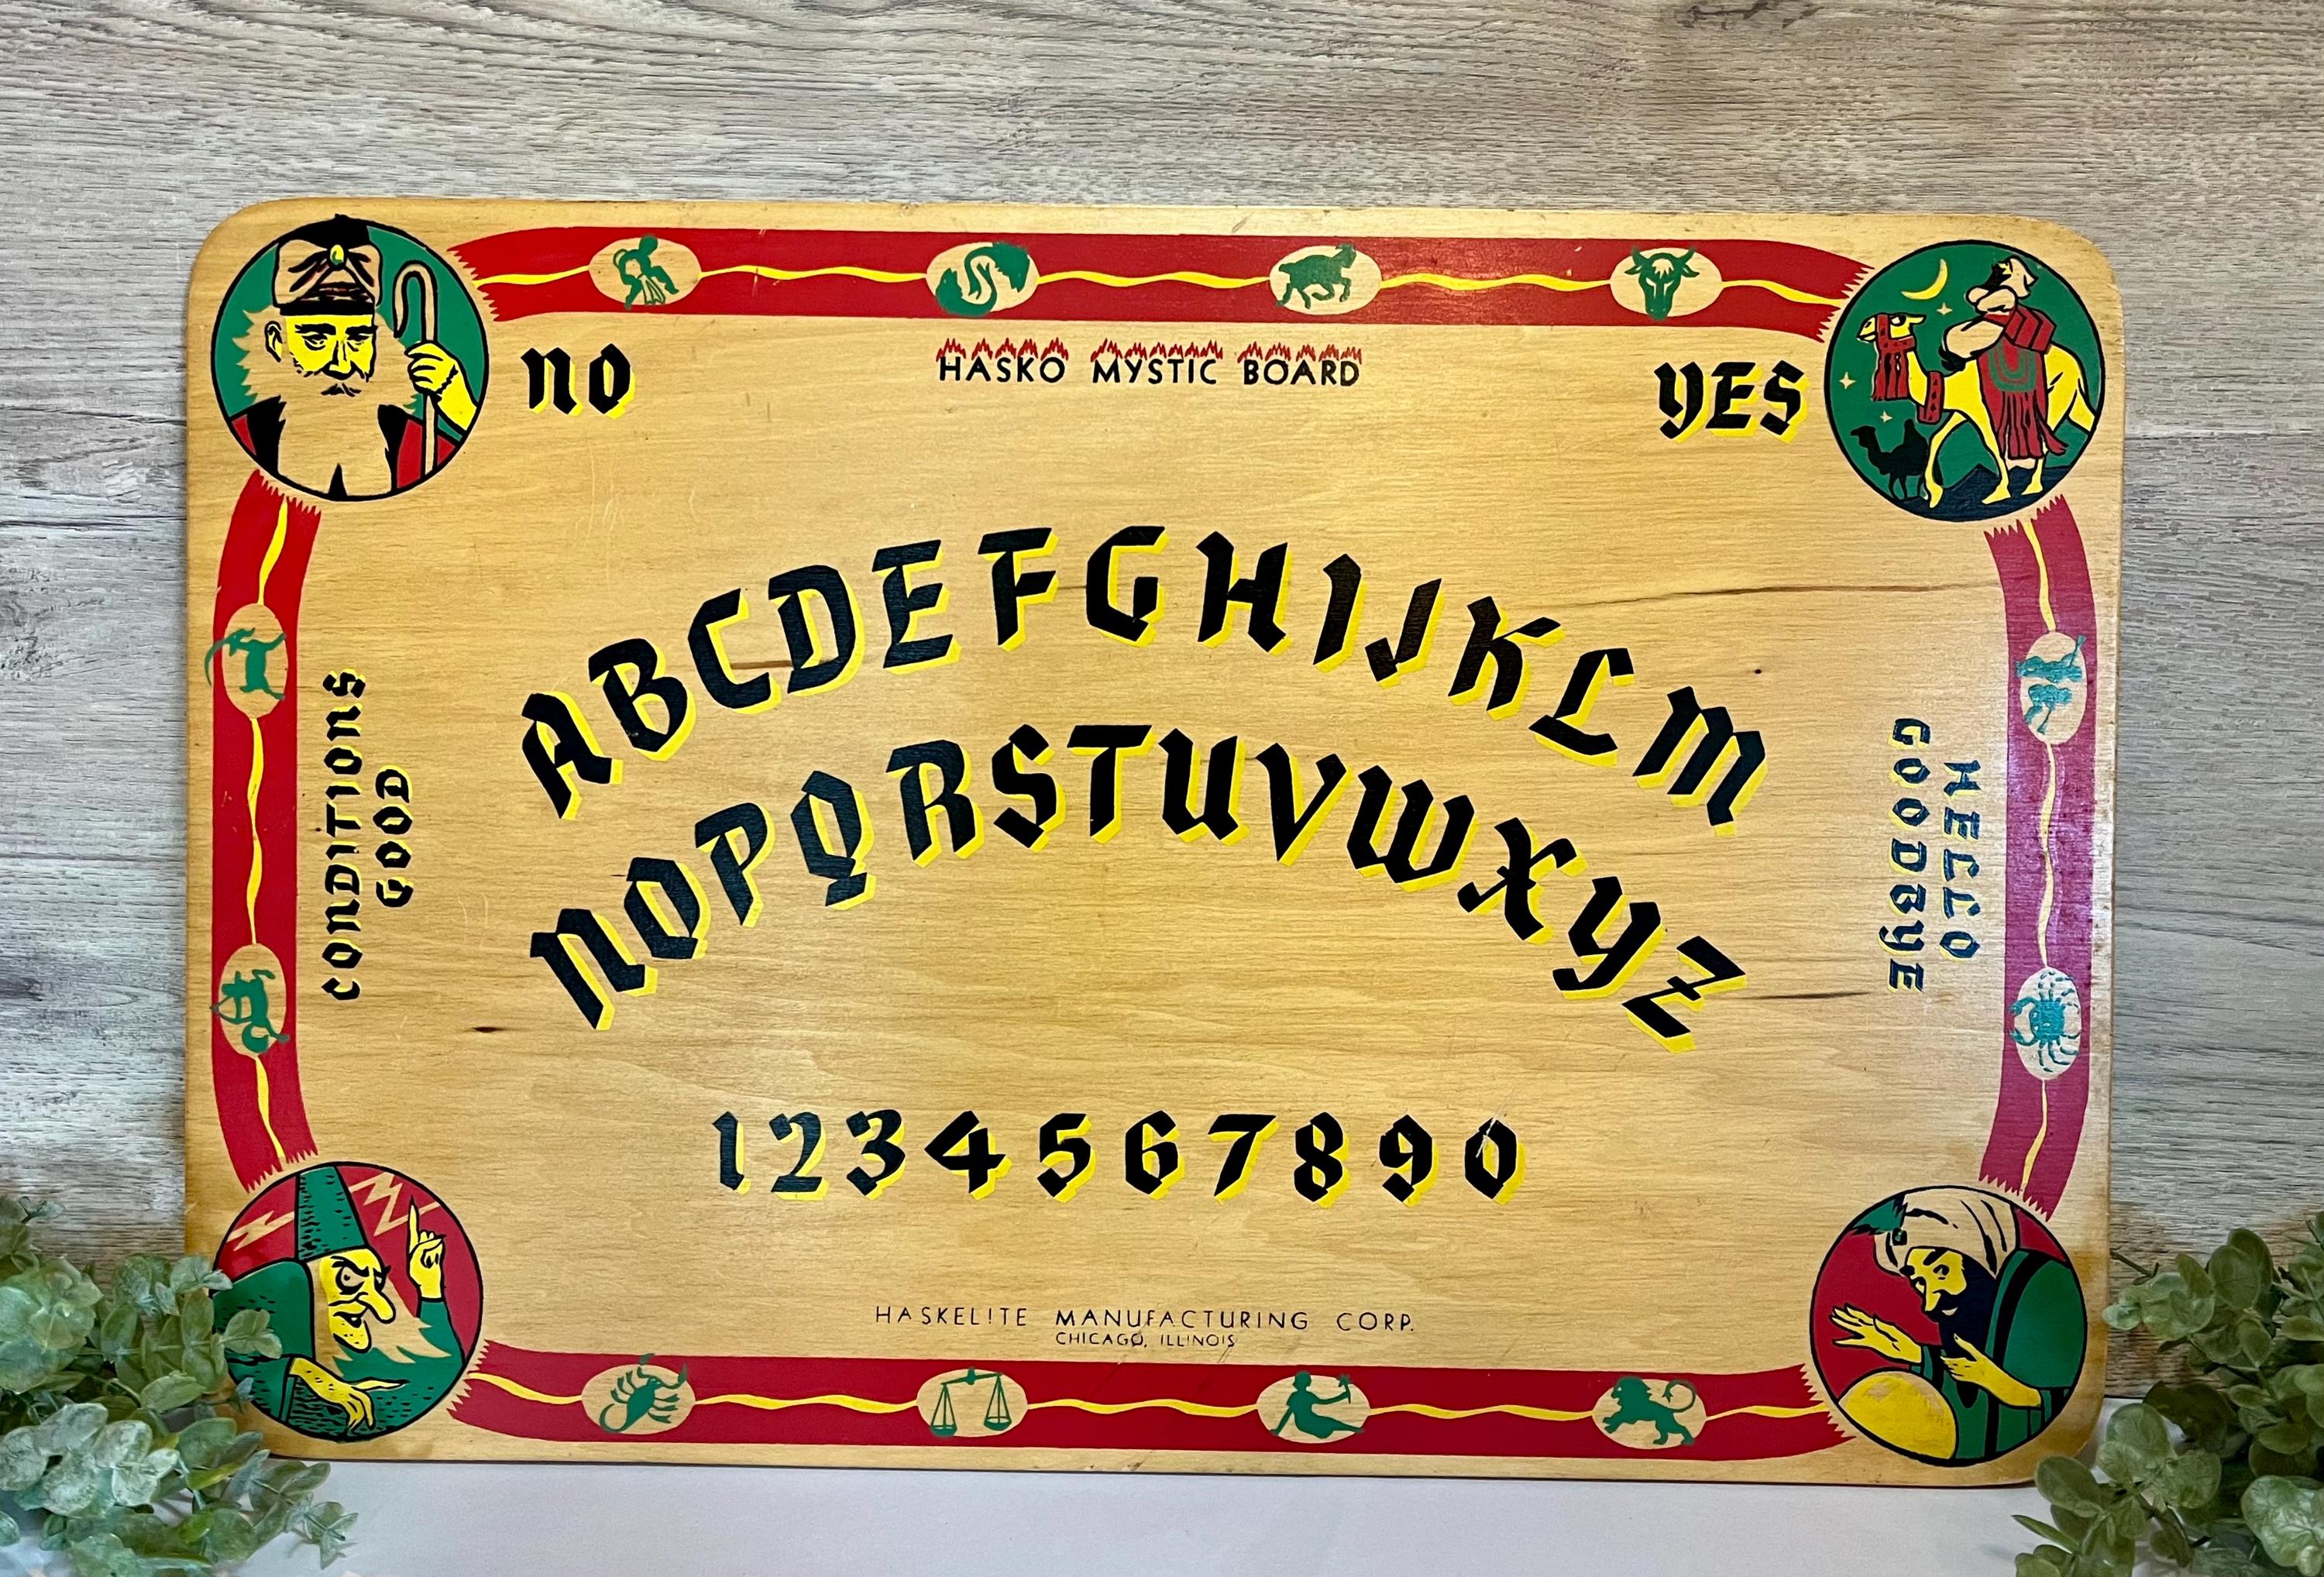 HASKO MYSTIC BOARD
NO
YES
ABCDEFGHIJKLM
NOPQRSTUVWXYZ
CONDITIONS
GOOD
HELLO
GOODBYE
1234567890
HASKELITE MANUFACTURING CORP.
CHICAGO, ILLINOIS